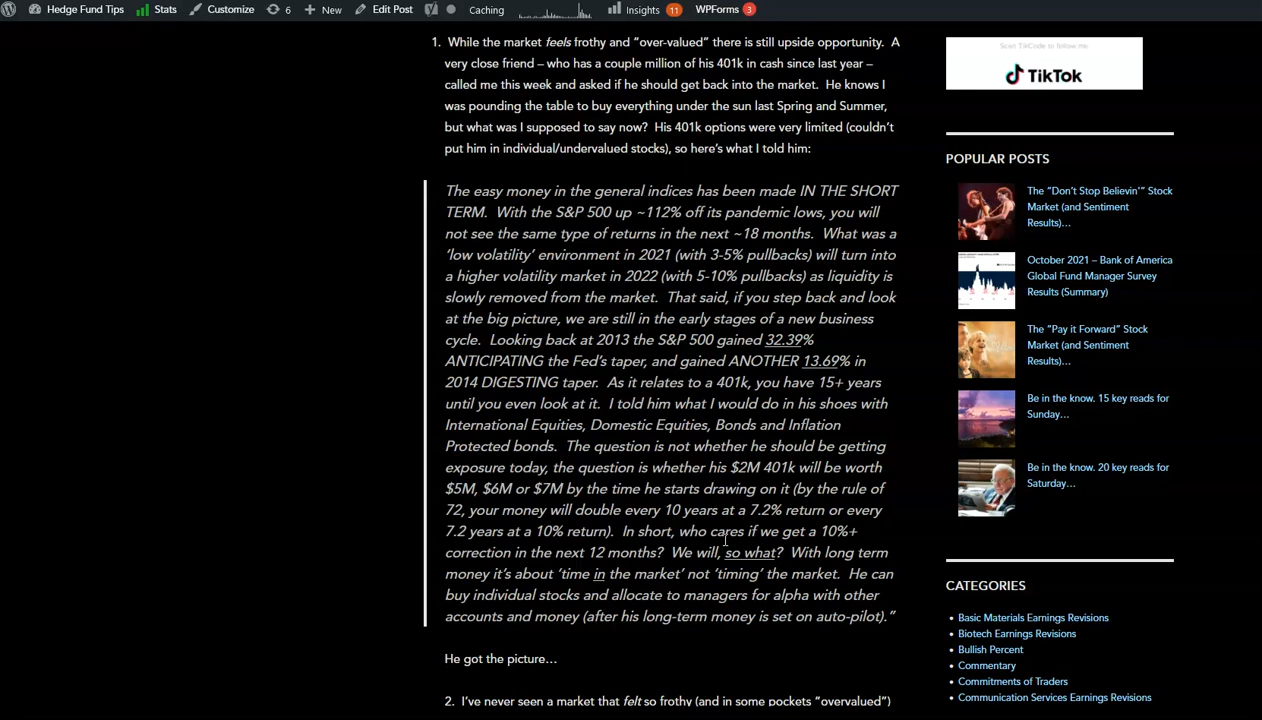 Hedge Fund Tips Stats Customize 6 New Edit Post Caching Insights 11 WPForms 3
1. While the market feels frothy and “over-valued” there is still upside opportunity. A
very close friend – who has a couple million of his 401k in cash since last year –
called me this week and asked if he should get back into the market. He knows I
was pounding the table to buy everything under the sun last Spring and Summer,
but what was I supposed to say now? His 401k options were very limited (couldn’t
put him in individual/undervalued stocks), so here’s what I told him:
The easy money in the general indices has been made IN THE SHORT
TERM. With the S&P 500 up ~112% off its pandemic lows, you will
not see the same type of returns in the next ~18 months. What was a
‘low volatility’ environment in 2021 (with 3-5% pullbacks) will turn into
a higher volatility market in 2022 (with 5-10% pullbacks) as liquidity is
slowly removed from the market. That said, if you step back and look
at the big picture, we are still in the early stages of a new business
cycle. Looking back at 2013 the S&P 500 gained 32.39%
ANTICIPATING the Fed’s taper, and gained ANOTHER 13.69% in
2014 DIGESTING taper. As it relates to a 401k, you have 15+ years
until you even look at it. I told him what I would do in his shoes with
International Equities, Domestic Equities, Bonds and Inflation
Protected bonds. The question is not whether he should be getting
exposure today, the question is whether his $2M 401k will be worth
$5M, $6M or $7M by the time he starts drawing on it (by the rule of
72, your money will double every 10 years at a 7.2% return or every
7.2 years at a 10% return). In short, who cares if we get a 10%+
correction in the next 12 months? We will, so what? With long term
money it’s about ‘time in the market’ not ‘timing’ the market. He can
buy individual stocks and allocate to managers for alpha with other
accounts and money (after his long-term money is set on auto-pilot).”
He got the picture…
2. I’ve never seen a market that felt so frothy (and in some pockets “overvalued”)
Scan TikCode to follow me
TikTok
POPULAR POSTS
The “Don’t Stop Believin’“ Stock
Market (and Sentiment
Results)…
October 2021 – Bank of America
Global Fund Manager Survey
Results (Summary)
The “Pay it Forward” Stock
Market (and Sentiment
Results)…
Be in the know. 15 key reads for
Sunday…
Be in the know. 20 key reads for
Saturday…
CATEGORIES
Basic Materials Earnings Revisions
Biotech Earnings Revisions
Bullish Percent
Commentary
Commitments of Traders
Communication Services Earnings Revisions